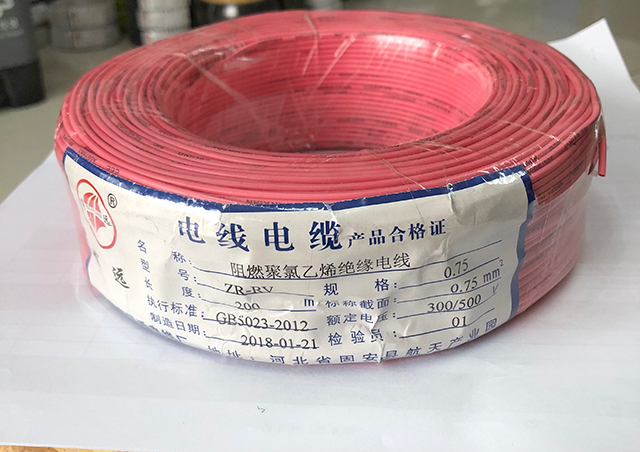 ®
远
远
电线电缆产品合格证
名 称: 阻燃聚氯乙烯绝缘电线
型 号: ZR-RV 规 格: 0.75
长 度: 200 m 标称截面: 0.75 mm²
执行标准: GB5023-2012 额定电压: 300/500 V
制造日期: 2018-01-21 检验员: 01
厂 地址: 河北省固安县航天产业园